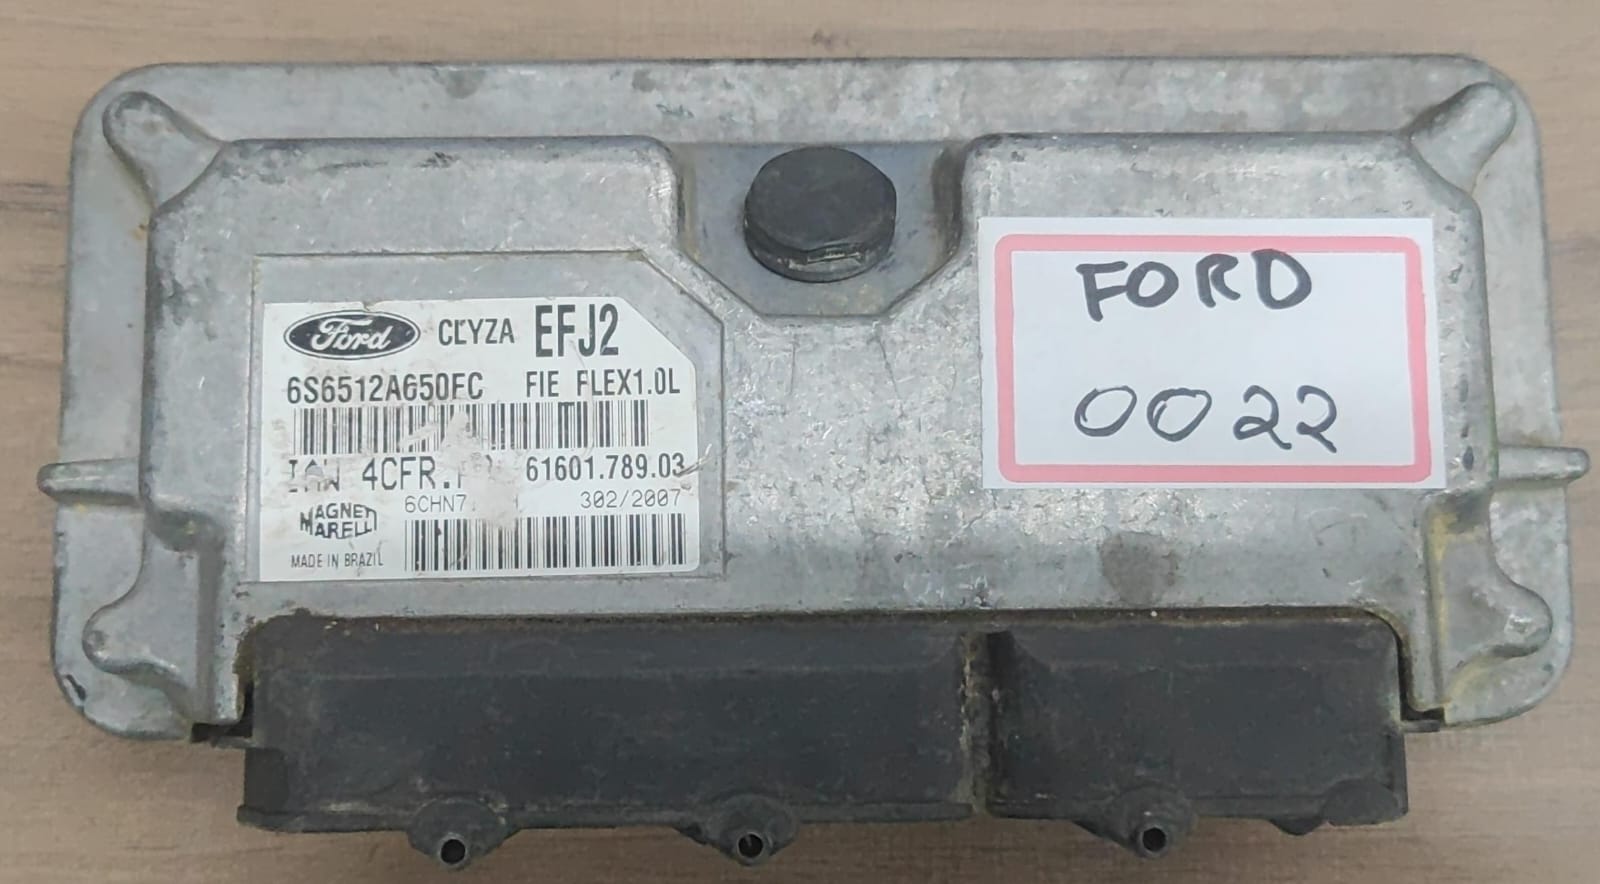 Ford CLYZA EFJ2
6S6512A650FC FIE FLEX1.0L
IAW 4CFR. 61601.789.03
6CHN7. 302/2007
MAGNETI
MARELLI
MADE IN BRAZIL
FORD
0022